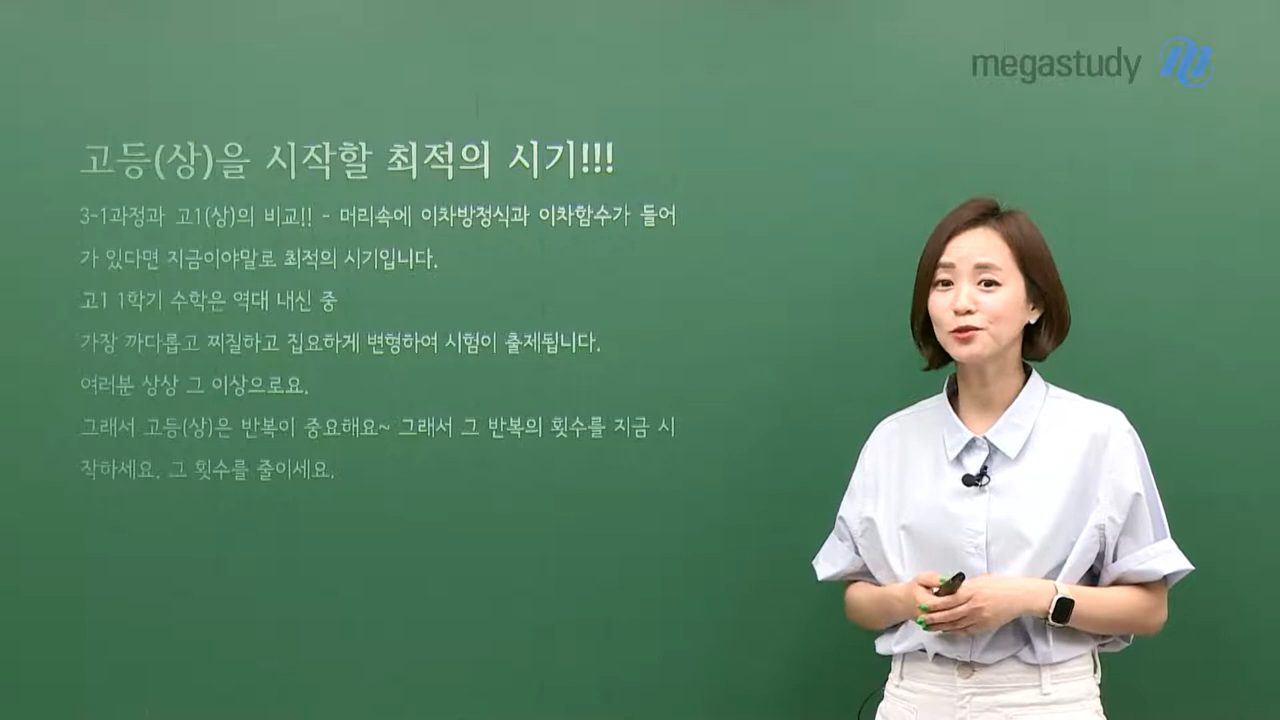 megastudy
고등(상)을 시작할 최적의 시기!!!
3-1과정과 고1(상)의 비교!! - 머리속에 이차방정식과 이차함수가 들어
가 있다면 지금이야말로 최적의 시기입니다.
고1 1학기 수학은 역대 내신 중
가장 까다롭고 찌질하고 집요하게 변형하여 시험이 출제됩니다.
여러분 상상 그 이상으로요.
그래서 고등(상)은 반복이 중요해요~ 그래서 그 반복의 횟수를 지금 시
작하세요. 그 횟수를 줄이세요.